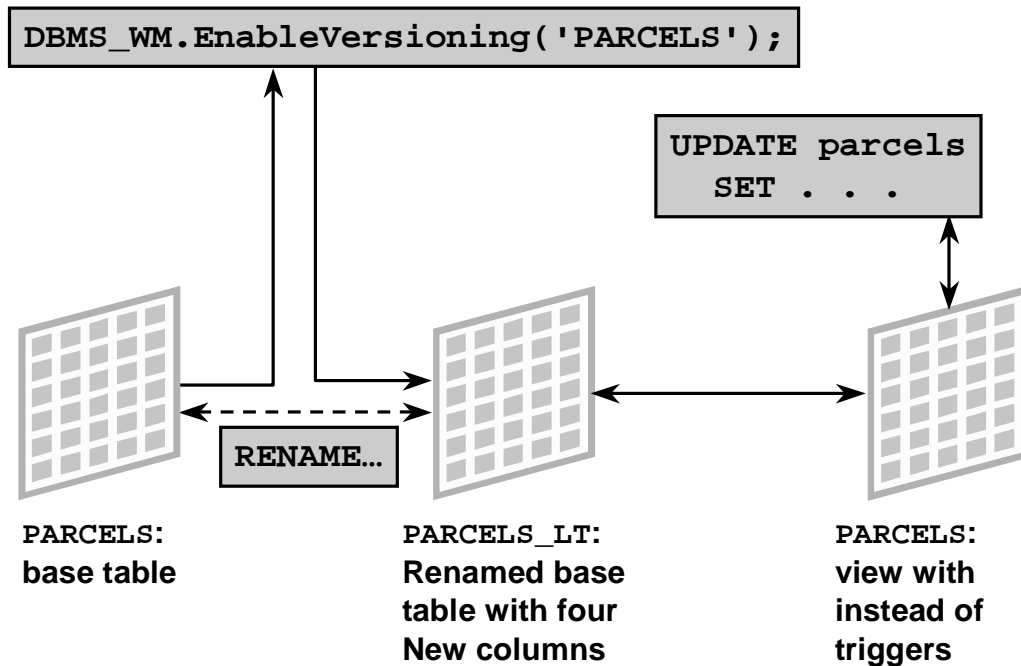 DBMS_WM.EnableVersioning('PARCELS');
UPDATE parcels
SET . . .
RENAME…
PARCELS:
base table
PARCELS_LT:
Renamed base
table with four
New columns
PARCELS:
view with
instead of
triggers